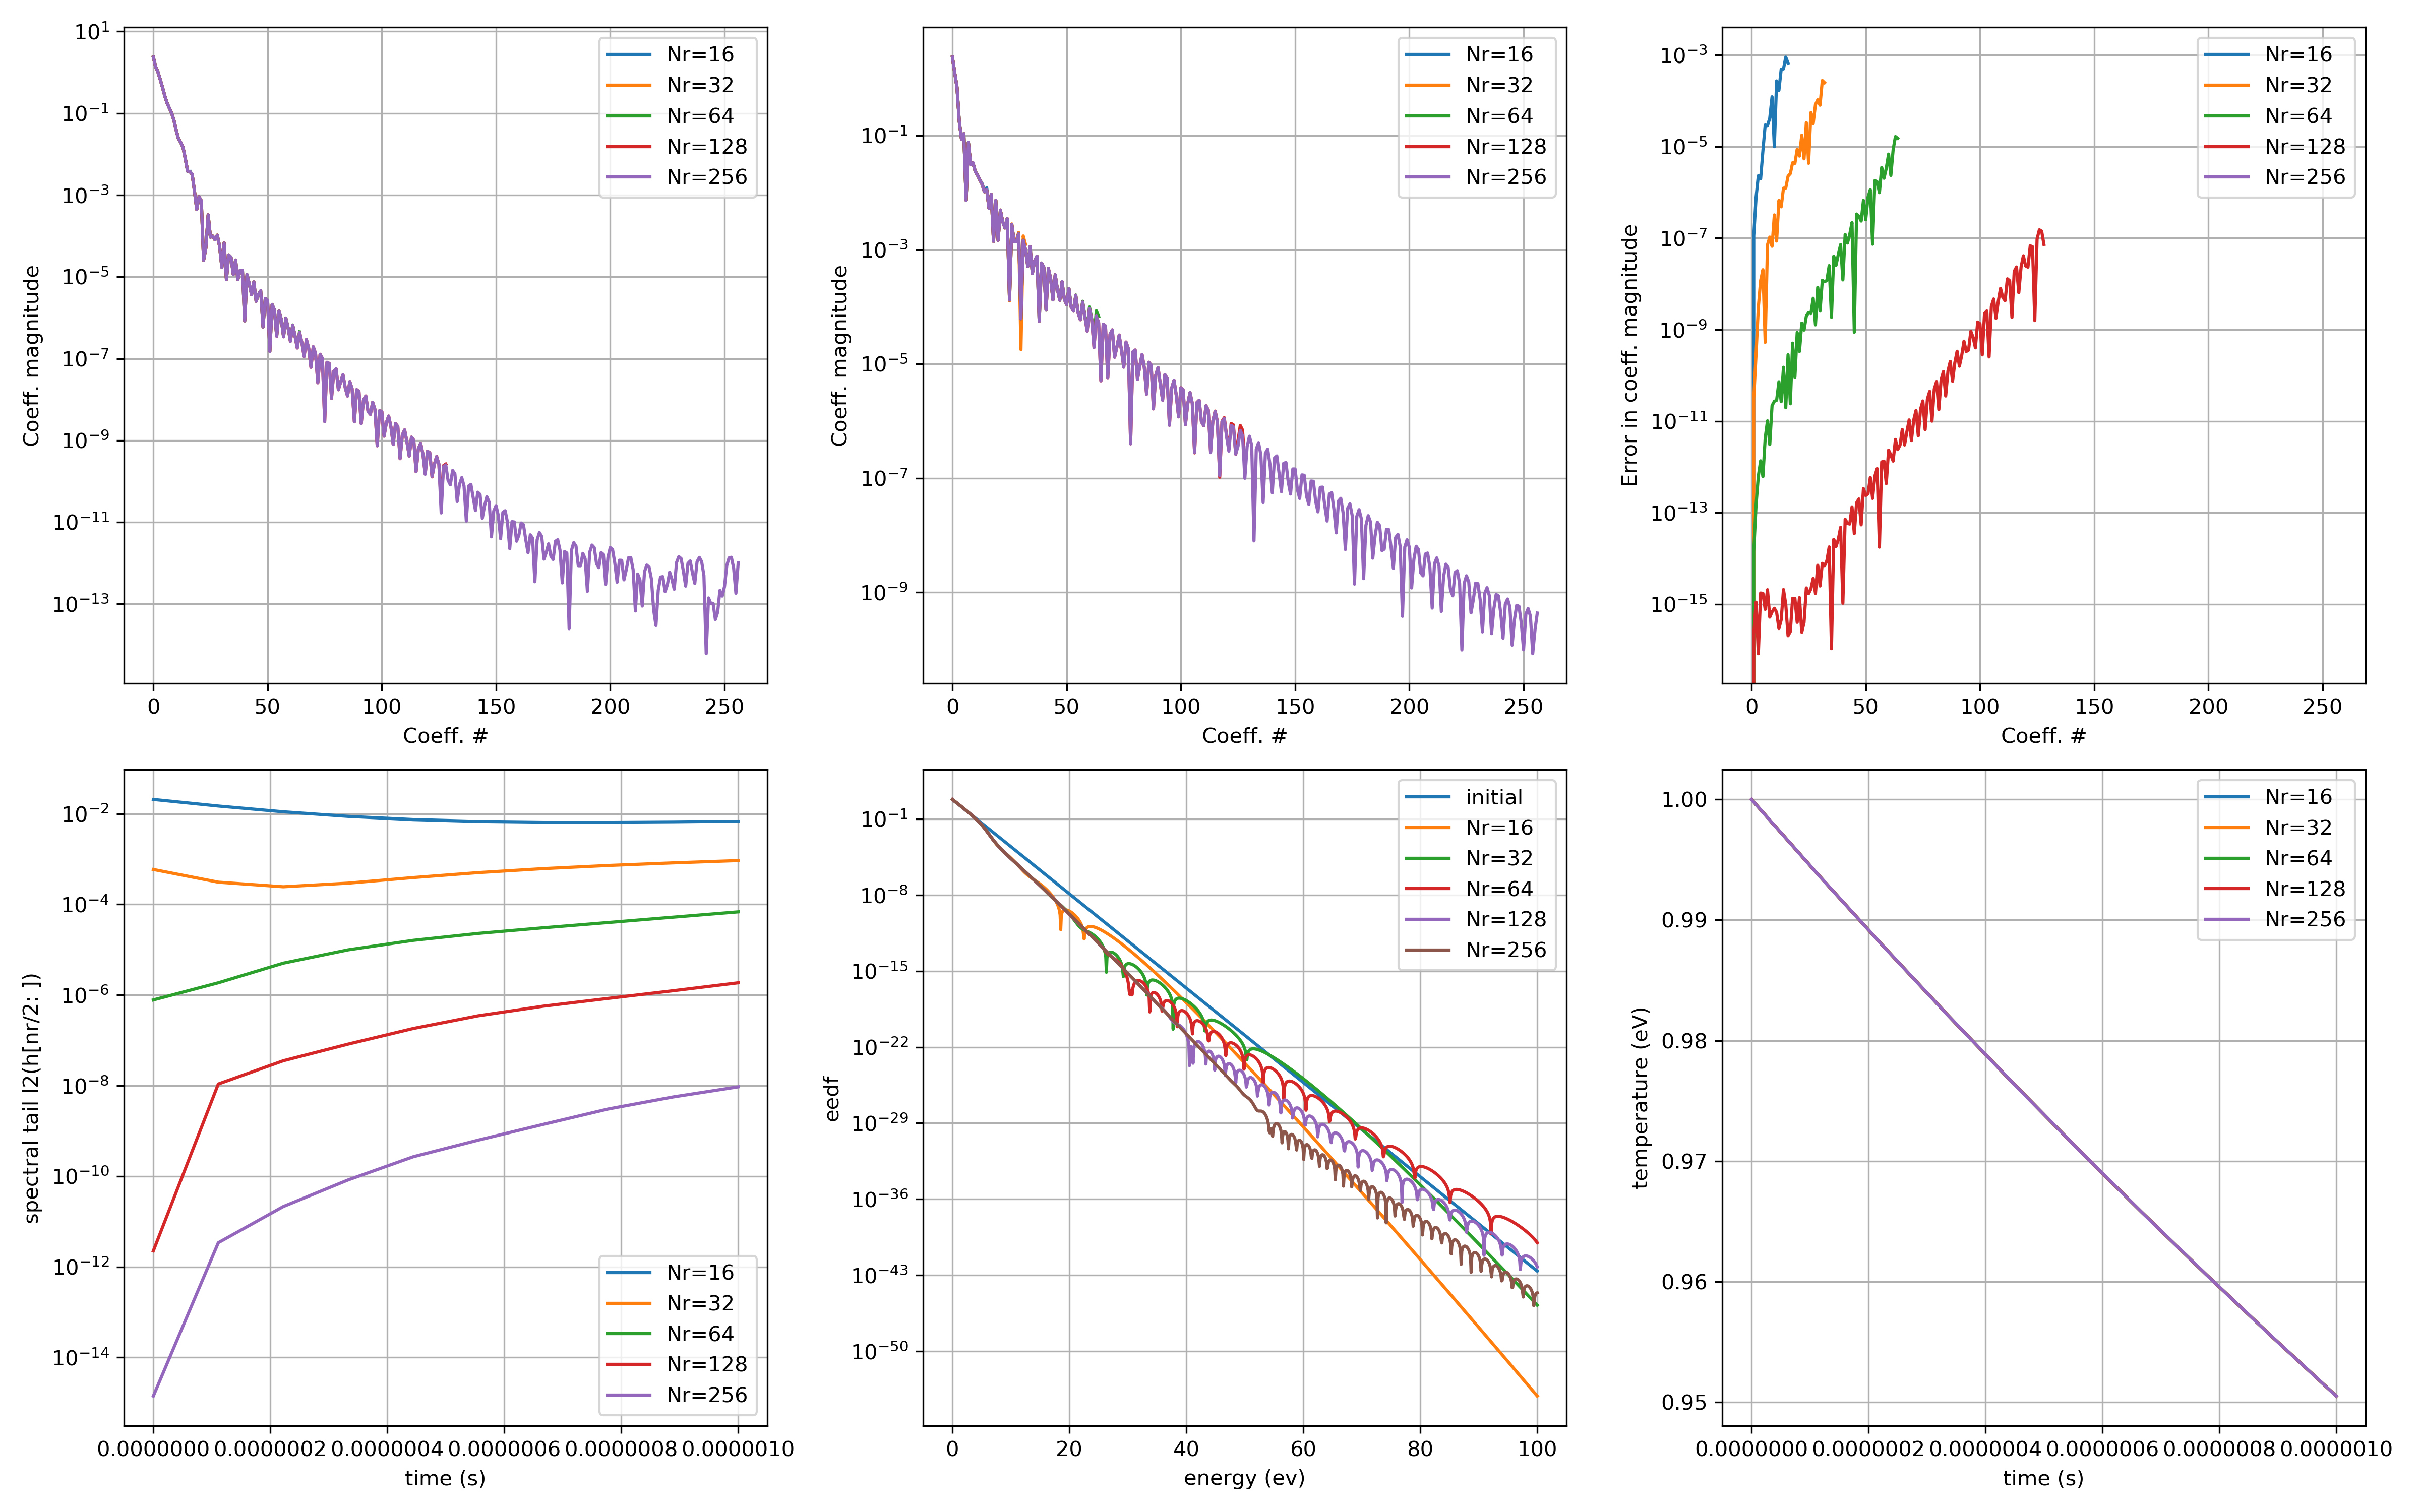 10^1
10^-1
10^-3
10^-5
10^-7
10^-9
10^-11
10^-13
Coeff. magnitude
0 50 100 150 200 250
Coeff. #
Nr=16
Nr=32
Nr=64
Nr=128
Nr=256
10^-1
10^-3
10^-5
10^-7
10^-9
Coeff. magnitude
0 50 100 150 200 250
Coeff. #
Nr=16
Nr=32
Nr=64
Nr=128
Nr=256
10^-3
10^-5
10^-7
10^-9
10^-11
10^-13
10^-15
Error in coeff. magnitude
0 50 100 150 200 250
Coeff. #
Nr=16
Nr=32
Nr=64
Nr=128
Nr=256
10^-2
10^-4
10^-6
10^-8
10^-10
10^-12
10^-14
spectral tail l2(h[nr/2: ])
0.0000000 0.0000002 0.0000004 0.0000006 0.0000008 0.0000010
time (s)
Nr=16
Nr=32
Nr=64
Nr=128
Nr=256
10^-1
10^-8
10^-15
10^-22
10^-29
10^-36
10^-43
10^-50
eedf
0 20 40 60 80 100
energy (ev)
initial
Nr=16
Nr=32
Nr=64
Nr=128
Nr=256
1.00
0.99
0.98
0.97
0.96
0.95
temperature (eV)
0.0000000 0.0000002 0.0000004 0.0000006 0.0000008 0.0000010
time (s)
Nr=16
Nr=32
Nr=64
Nr=128
Nr=256